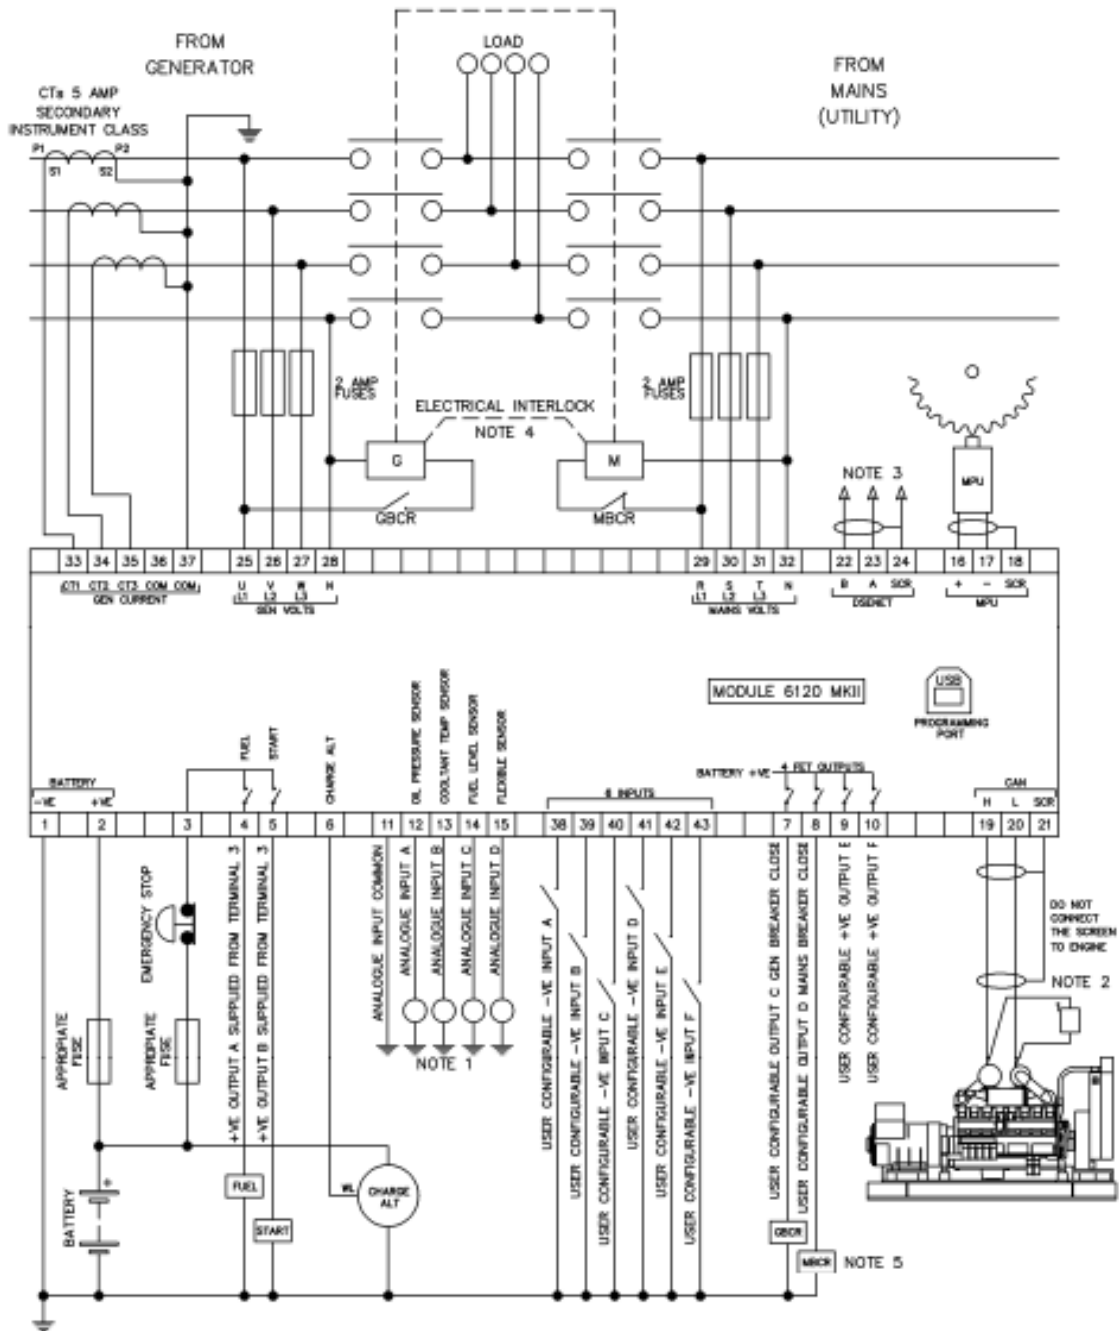 FROM
GENERATOR
LOAD
FROM
MAINS
(UTILITY)
CTs 5 AMP
SECONDARY
INSTRUMENT CLASS
P1
P2
S1
S2
2 AMP
FUSES
2 AMP
FUSES
ELECTRICAL INTERLOCK
NOTE 4
G
M
GBCR
MBCR
NOTE 3
MPU
33 34 35 36 37 25 26 27 28 29 30 31 32 22 23 24 16 17 18
CT1 CT2 CT3 COM COM
GEN CURRENT
U V W N
L1 L2 L3
GEN VOLTS
R S T N
L1 L2 L3
MAINS VOLTS
B A SCR
DSENET
+ - SCR
MPU
MODULE 6120 MKII
USB
PROGRAMMING
PORT
BATTERY
-VE +VE
FUEL
START
CHARGE ALT
OIL PRESSURE SENSOR
COOLTANT TEMP SENSOR
FUEL LEVEL SENSOR
FLEXIBLE SENSOR
6 INPUTS
BATTERY +VE
4 FET OUTPUTS
CAN
H L SCR
1 2 3 4 5 6 11 12 13 14 15 38 39 40 41 42 43 7 8 9 10 19 20 21
EMERGENCY STOP
APPROPIATE
FUSE
APPROPIATE
FUSE
+VE OUTPUT A SUPPLIED FROM TERMINAL 3
+VE OUTPUT B SUPPLIED FROM TERMINAL 3
ANALOGUE INPUT COMMON
ANALOGUE INPUT A
ANALOGUE INPUT B
ANALOGUE INPUT C
ANALOGUE INPUT D
NOTE 1
USER CONFIGURABLE -VE INPUT A
USER CONFIGURABLE -VE INPUT B
USER CONFIGURABLE -VE INPUT C
USER CONFIGURABLE -VE INPUT D
USER CONFIGURABLE -VE INPUT E
USER CONFIGURABLE -VE INPUT F
USER CONFIGURABLE OUTPUT C GEN BREAKER CLOSE
USER CONFIGURABLE OUTPUT D MAINS BREAKER CLOSE
USER CONFIGURABLE +VE OUTPUT E
USER CONFIGURABLE +VE OUTPUT F
DO NOT
CONNECT
THE SCREEN
TO ENGINE
NOTE 2
BATTERY
+
FUEL
START
WL
CHARGE
ALT
GBCR
MBCR
NOTE 5